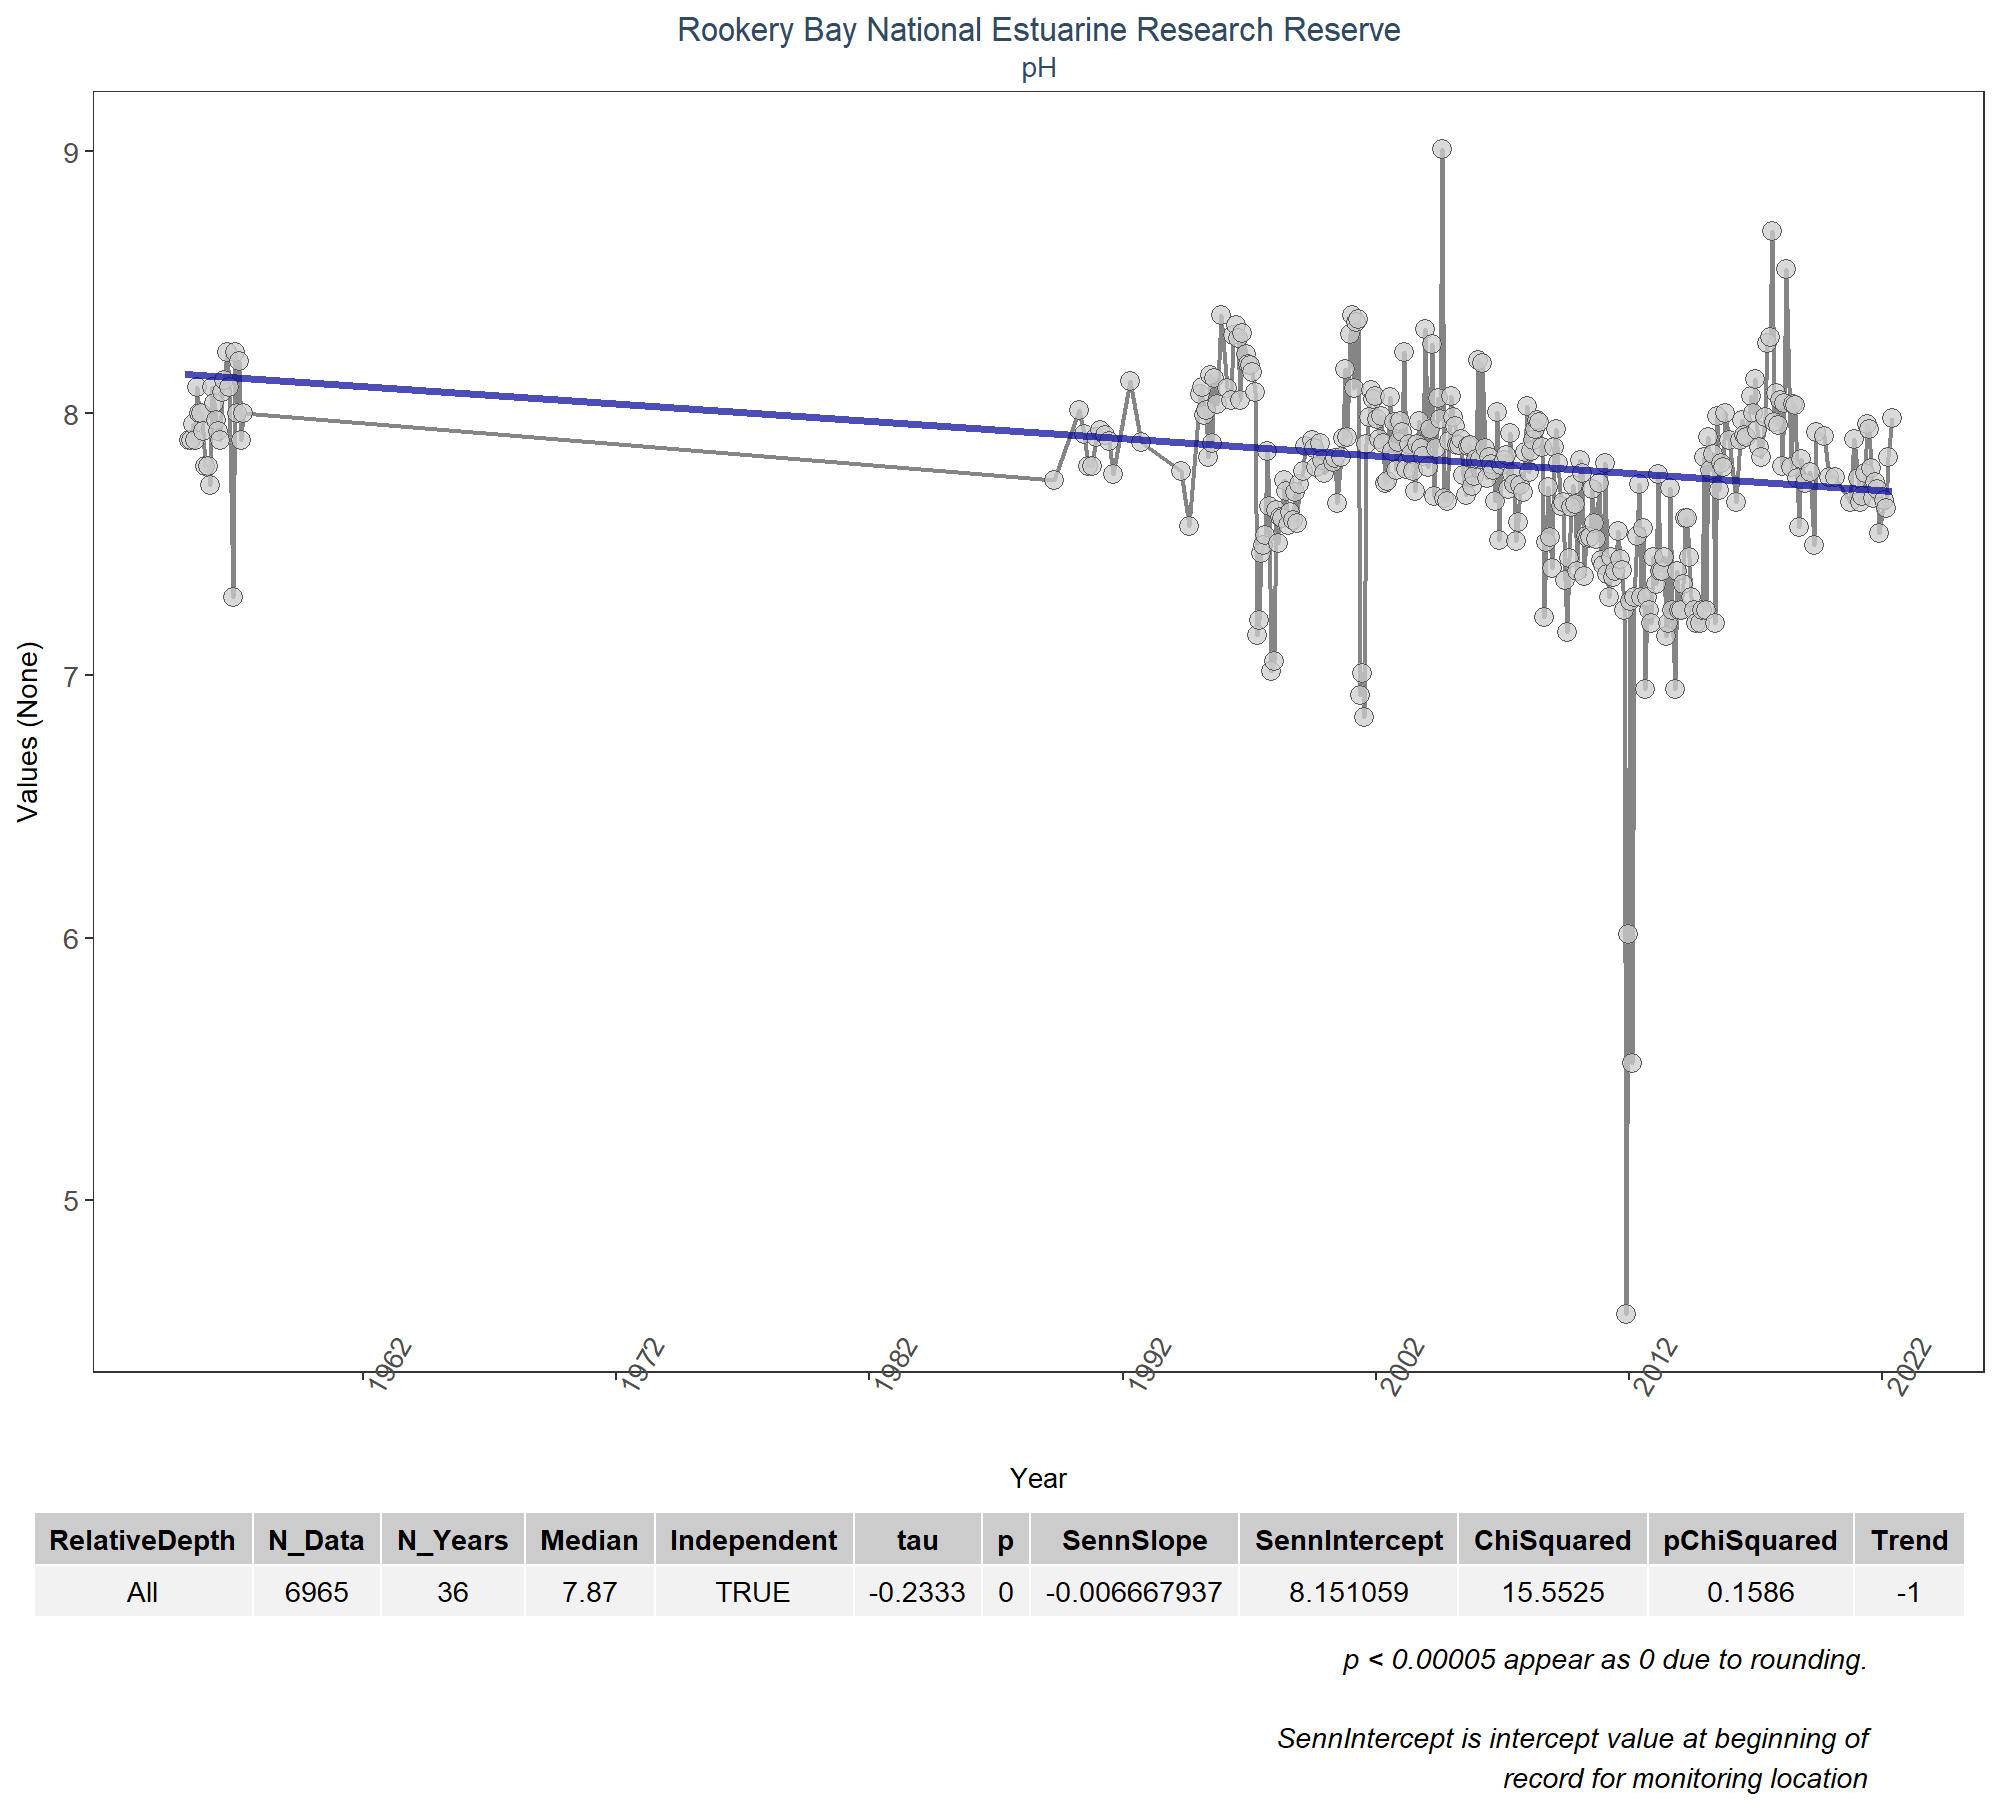 Rookery Bay National Estuarine Research Reserve
pH
9
8
7
6
5
Values (None)
1962
1972
1982
1992
2002
2012
2022
Year
RelativeDepth N_Data N_Years Median Independent tau p SennSlope SennIntercept ChiSquared pChiSquared Trend
All 6965 36 7.87 TRUE -0.2333 0 -0.006667937 8.151059 15.5525 0.1586 -1
p < 0.00005 appear as 0 due to rounding.
SennIntercept is intercept value at beginning of
record for monitoring location